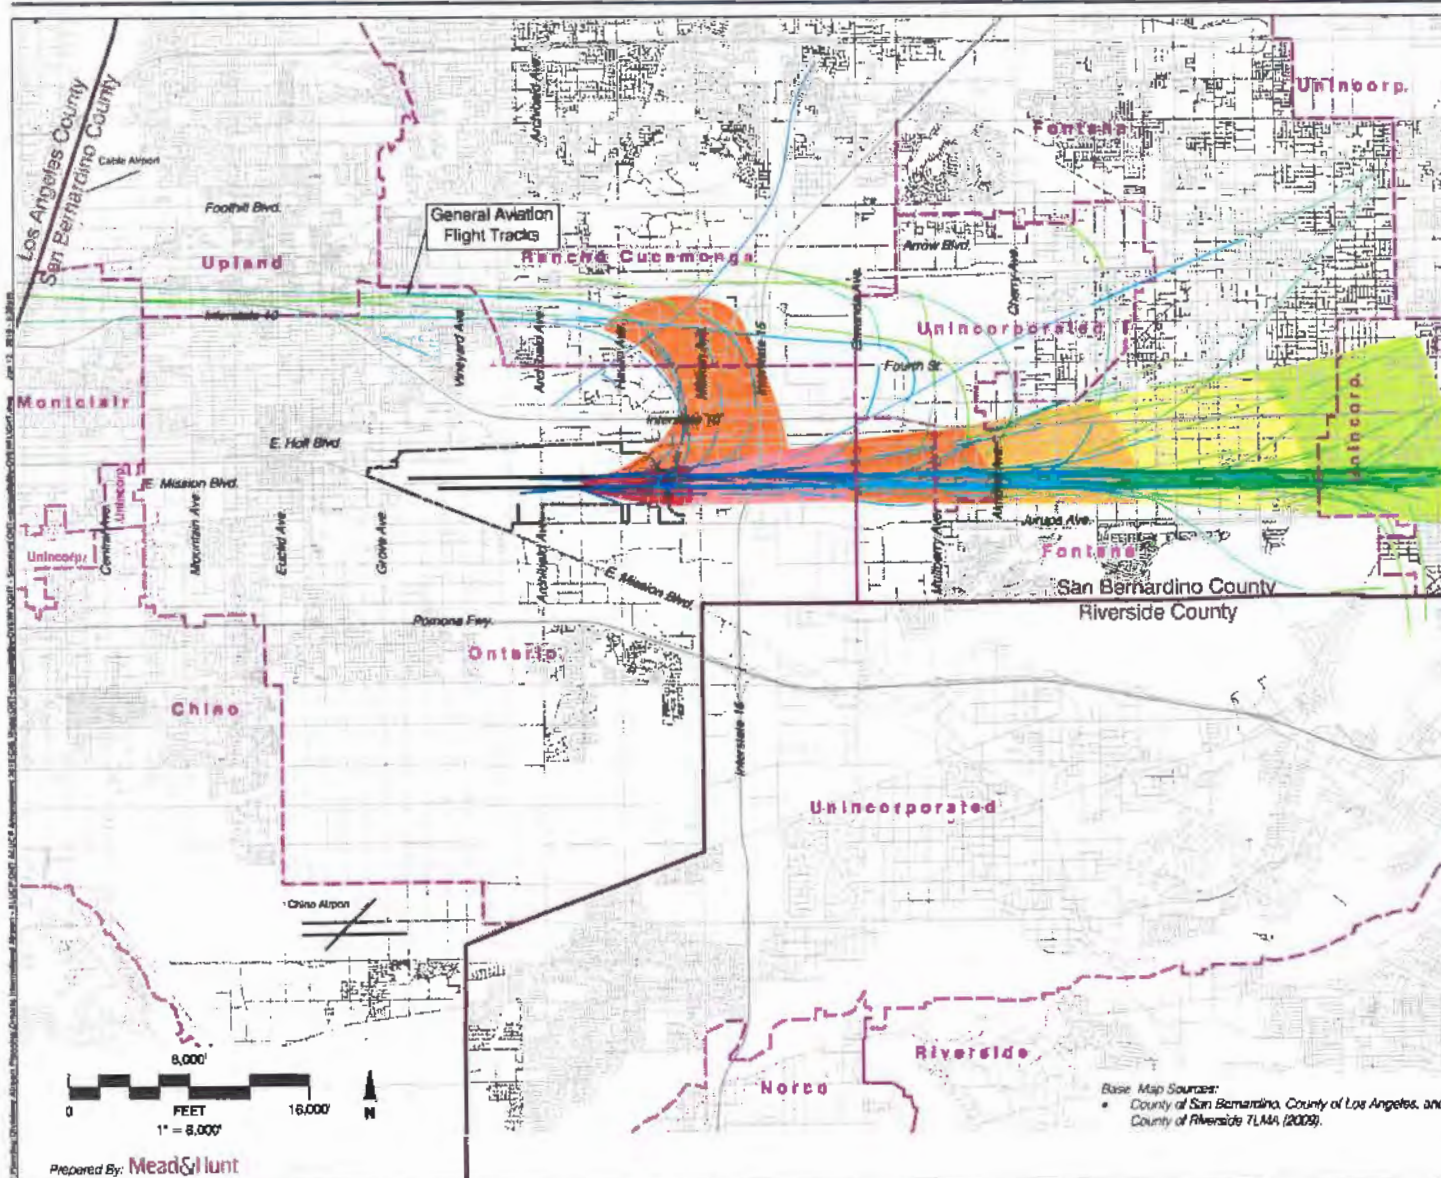 Los Angeles County
San Bernardino County
Cable Airport
Foothill Blvd.
General Aviation
Flight Tracks
Upland
Rancho Cucamonga
Archibald Ave.
Fontana
Unincorp.
Arrow Blvd.
Cherry Ave.
Unincorporated
Interstate 10
Vineyard Ave.
Archibald Ave.
Haven Ave.
Milliken Ave.
Interstate 15
Fourth St.
Montclair
Interstate 10
E. Holt Blvd.
E. Mission Blvd.
Unincorp.
Unincorp.
Unincorp.
Central Ave.
Mountain Ave.
Euclid Ave.
Grove Ave.
Archibald Ave.
E. Mission Blvd.
Mulberry Ave.
Jurupa Ave.
Fontana
San Bernardino County
Riverside County
Pomona Fwy.
Ontario
Chino
Interstate 15
Unincorporated
Chino Airport
Riverside
Norco
8,000'
0
FEET
16,000'
1" = 8,000'
N
Base Map Sources:
• County of San Bernardino, County of Los Angeles, and
County of Riverside TLMA (2009).
Prepared By: Mead&Hunt